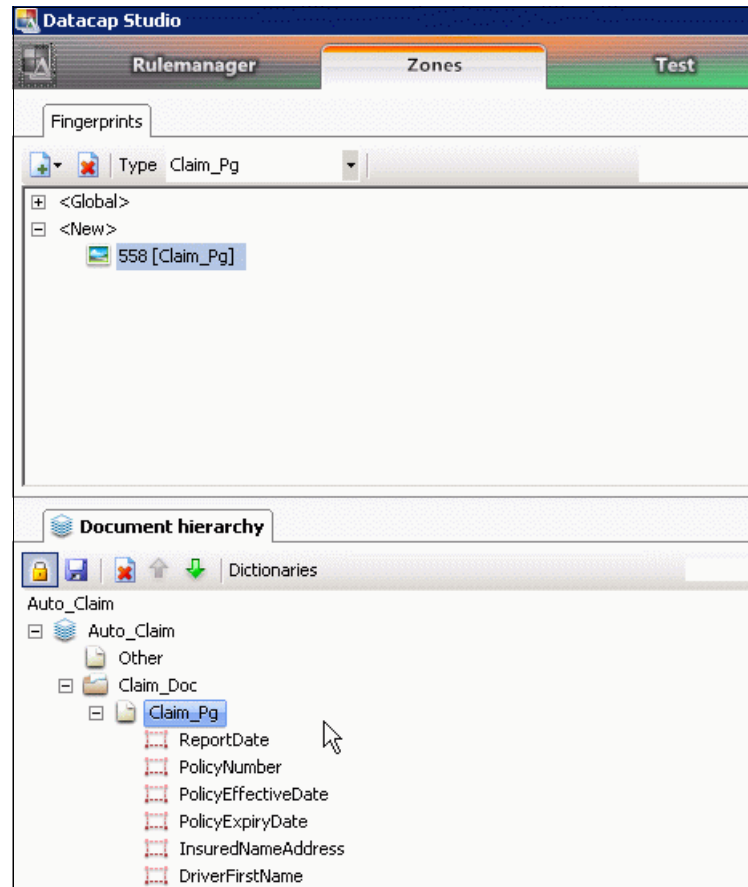 Datacap Studio
Rulemanager Zones Test
Fingerprints
Type Claim_Pg
<Global>
<New>
558 [Claim_Pg]
Document hierarchy
Dictionaries
Auto_Claim
Auto_Claim
Other
Claim_Doc
Claim_Pg
ReportDate
PolicyNumber
PolicyEffectiveDate
PolicyExpiryDate
InsuredNameAddress
DriverFirstName